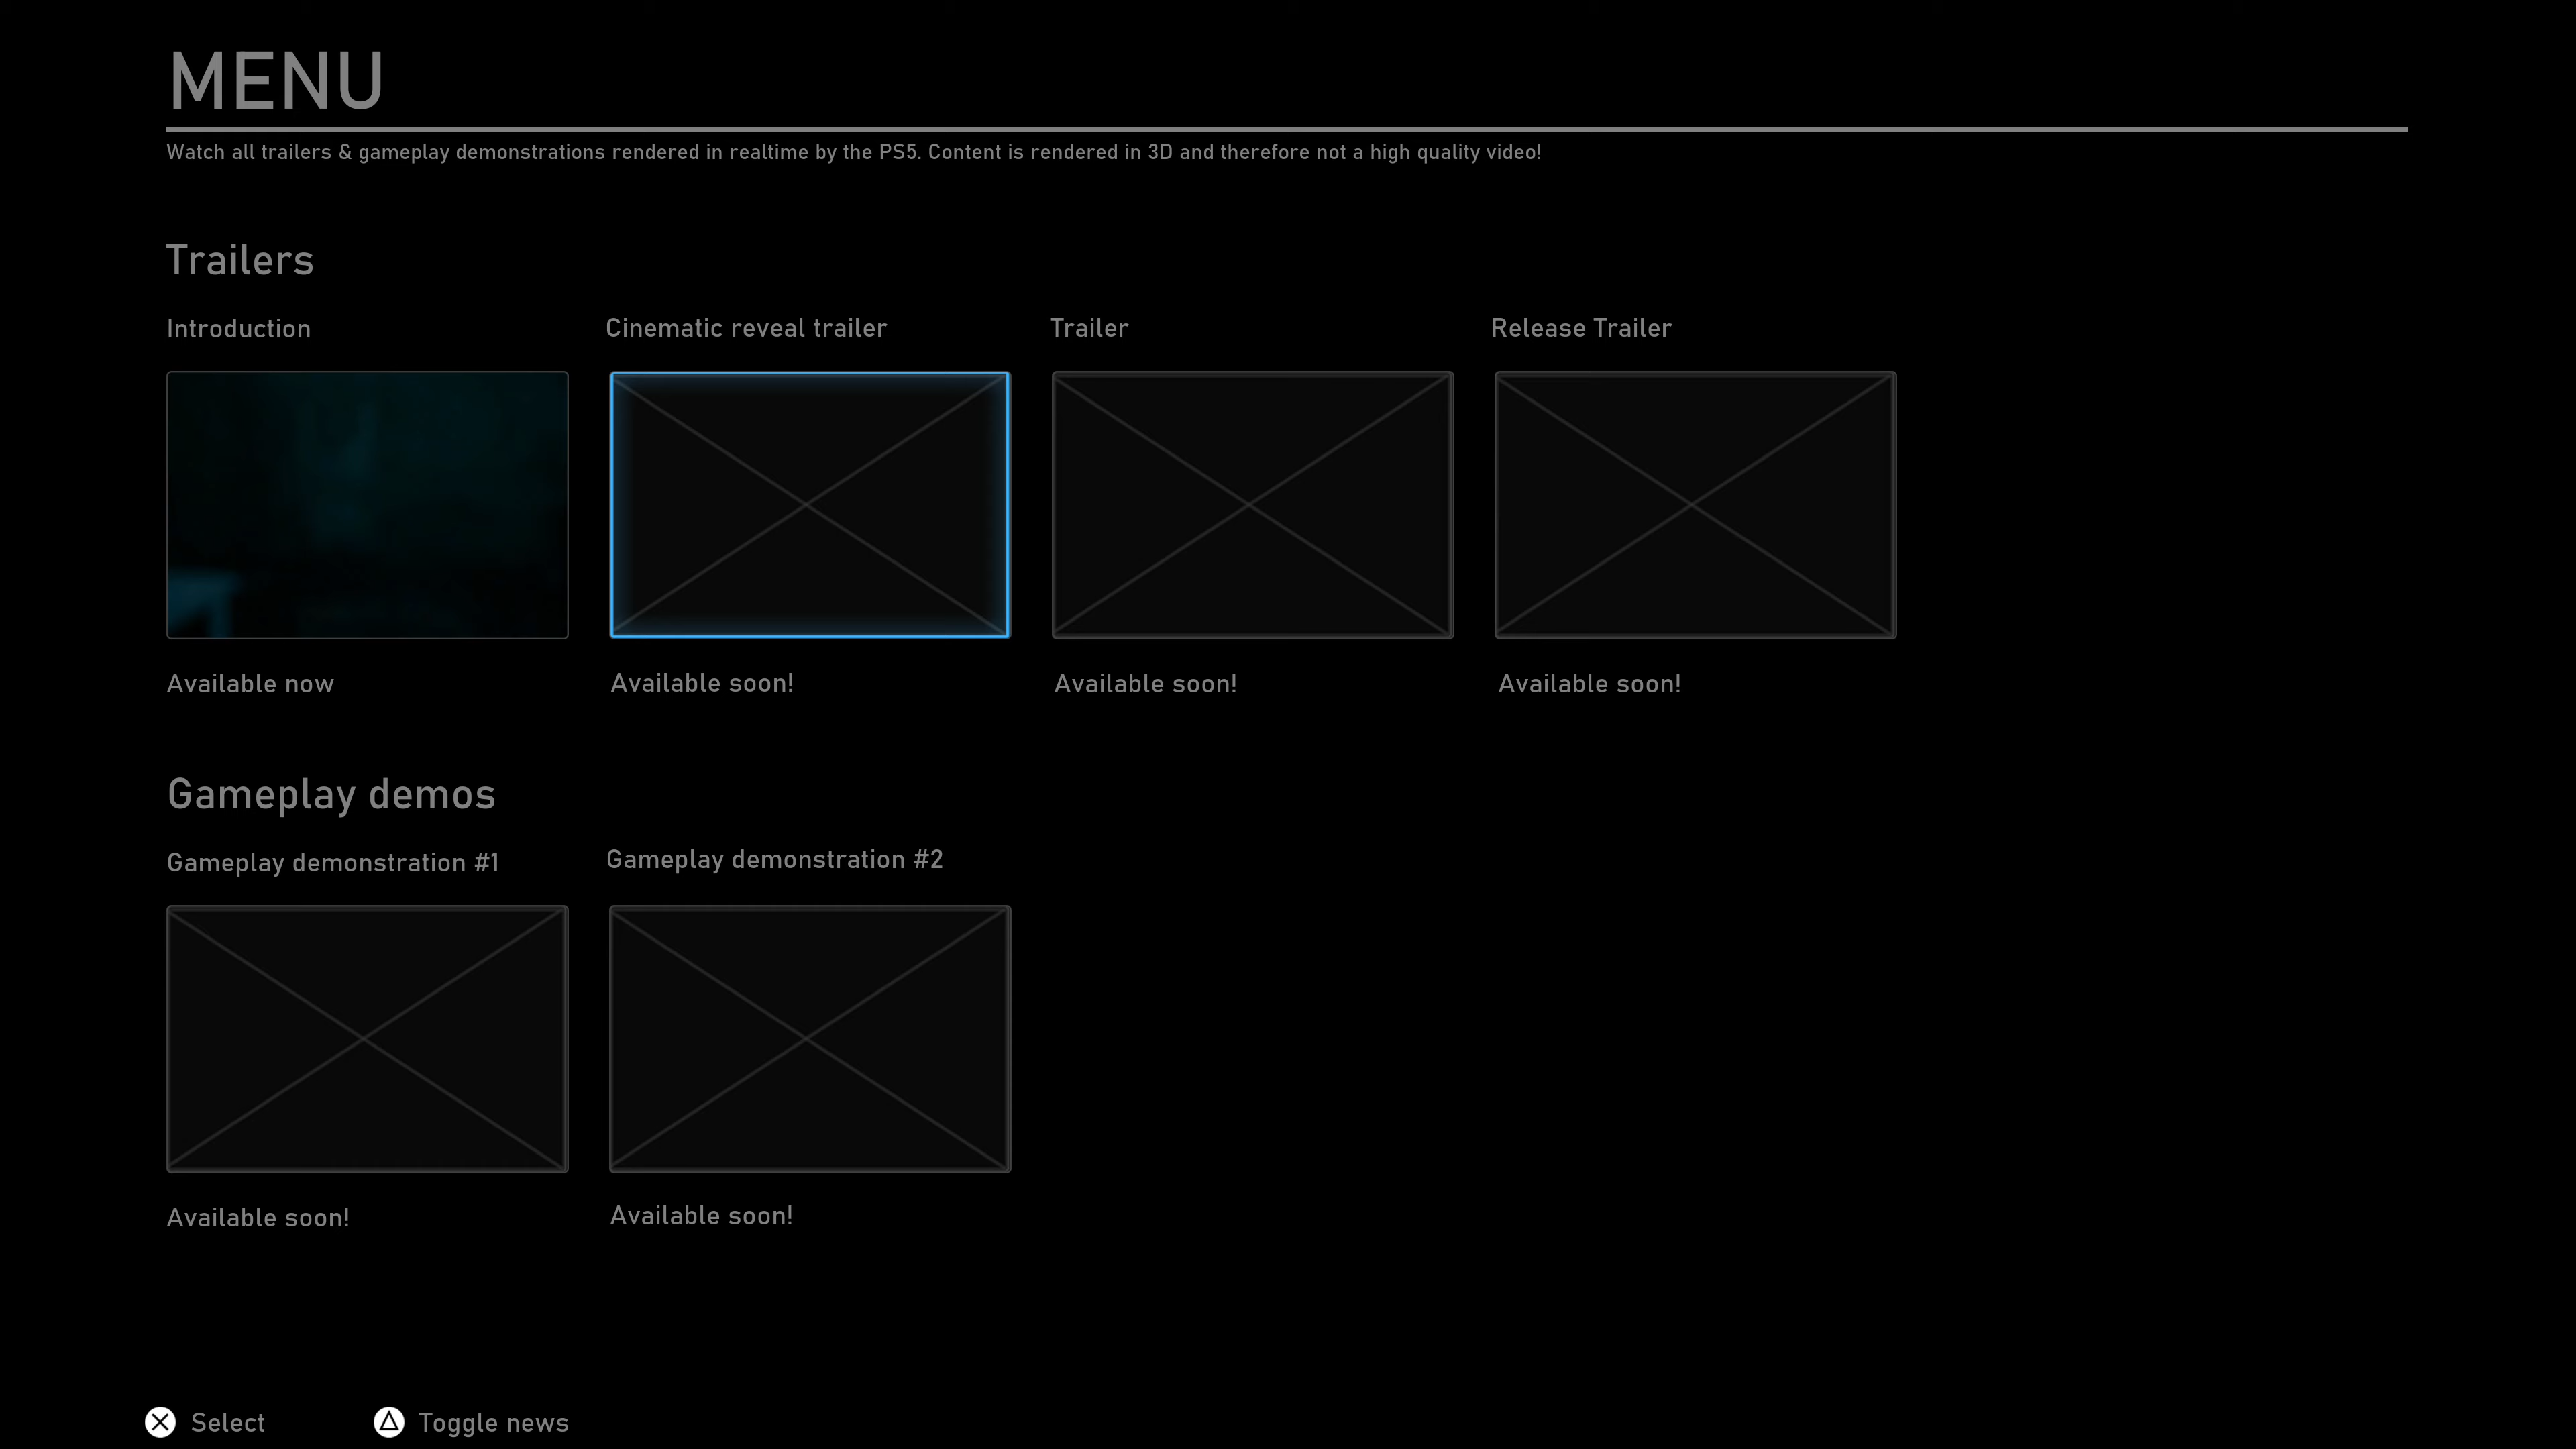 MENU
Watch all trailers & gameplay demonstrations rendered in realtime by the PS5. Content is rendered in 3D and therefore not a high quality video!
Trailers
Introduction
Cinematic reveal trailer
Trailer
Release Trailer
Available now
Available soon!
Available soon!
Available soon!
Gameplay demos
Gameplay demonstration #1
Gameplay demonstration #2
Available soon!
Available soon!
Select
Toggle news